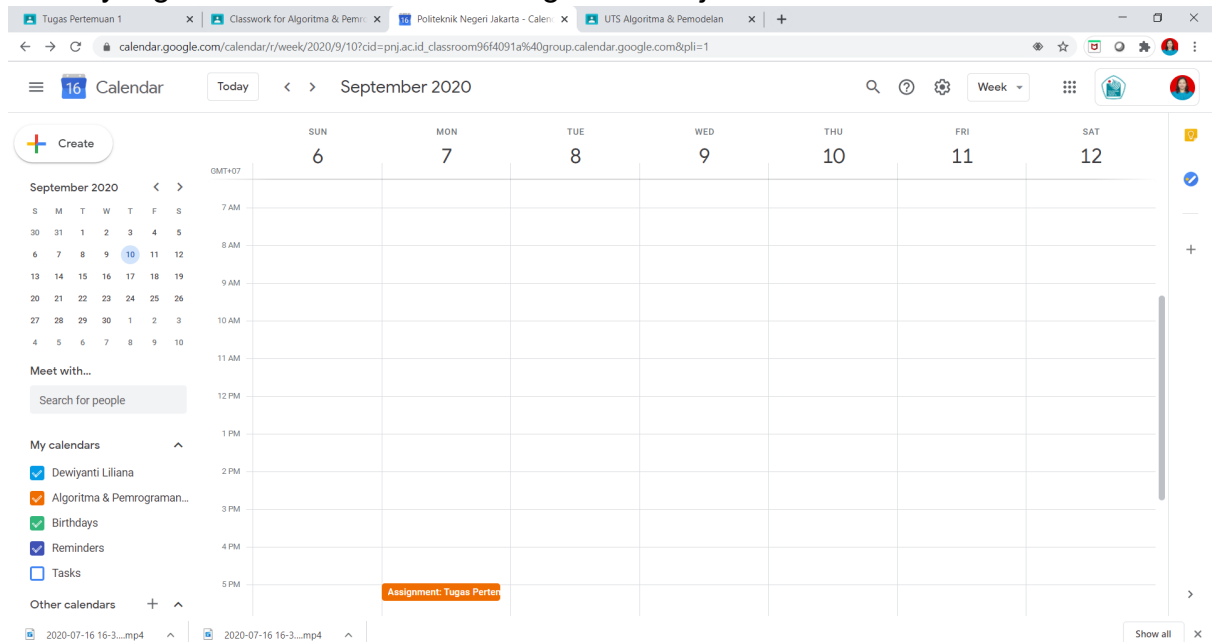 Tugas Pertemuan 1
Classwork for Algoritma & Pemro
Politeknik Negeri Jakarta - Calen
UTS Algoritma & Pemodelan
calendar.google.com/calendar/r/week/2020/9/10?cid=pnj.ac.id_classroom96f4091a%40group.calendar.google.com&pli=1
16 Calendar Today September 2020 Week
Create
SUN MON TUE WED THU FRI SAT
6 7 8 9 10 11 12
GMT+07
September 2020
S M T W T F S
30 31 1 2 3 4 5
6 7 8 9 10 11 12
13 14 15 16 17 18 19
20 21 22 23 24 25 26
27 28 29 30 1 2 3
4 5 6 7 8 9 10
Meet with...
Search for people
My calendars
Dewiyanti Liliana
Algoritma & Pemrograman...
Birthdays
Reminders
Tasks
Other calendars
7 AM
8 AM
9 AM
10 AM
11 AM
12 PM
1 PM
2 PM
3 PM
4 PM
5 PM
Assignment: Tugas Perten
2020-07-16 16-3....mp4
2020-07-16 16-3....mp4
Show all